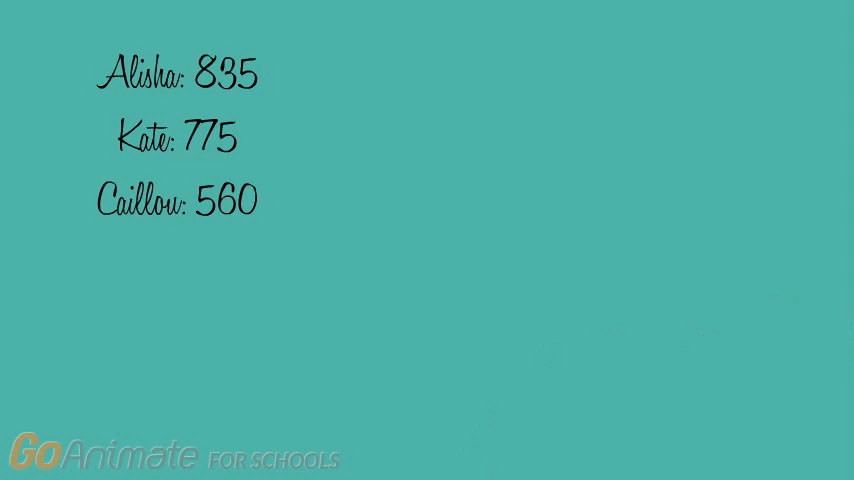 Alisha: 835
Kate: 775
Caillou: 560
GoAnimate FOR SCHOOLS